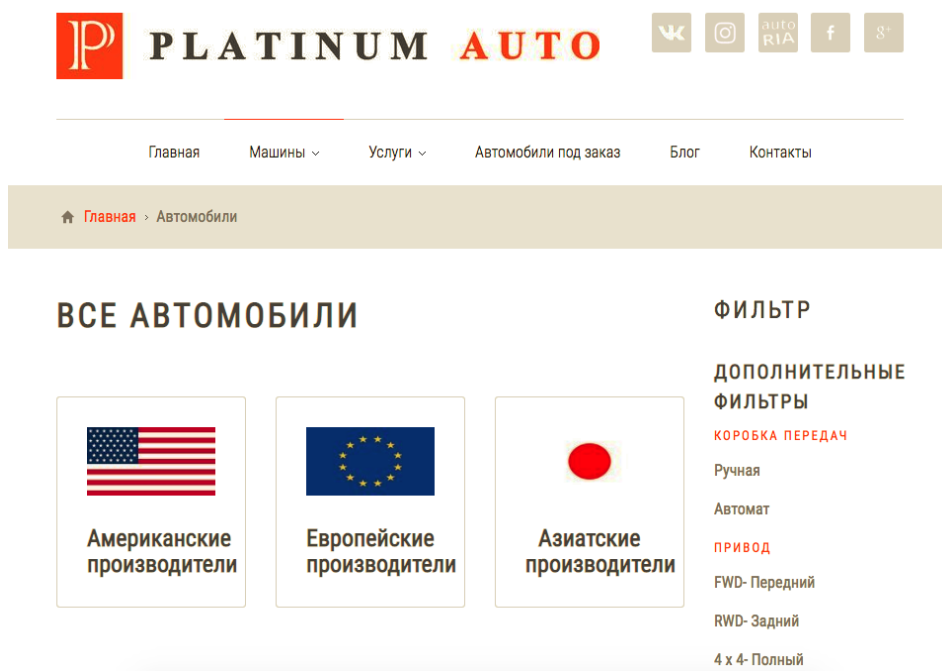 P PLATINUM AUTO
auto RIA
f
g+
Главная Машины Услуги Автомобили под заказ Блог Контакты
Главная › Автомобили
ВСЕ АВТОМОБИЛИ
Американские
производители
Европейские
производители
Азиатские
производители
ФИЛЬТР
ДОПОЛНИТЕЛЬНЫЕ
ФИЛЬТРЫ
КОРОБКА ПЕРЕДАЧ
Ручная
Автомат
ПРИВОД
FWD- Передний
RWD- Задний
4 x 4- Полный